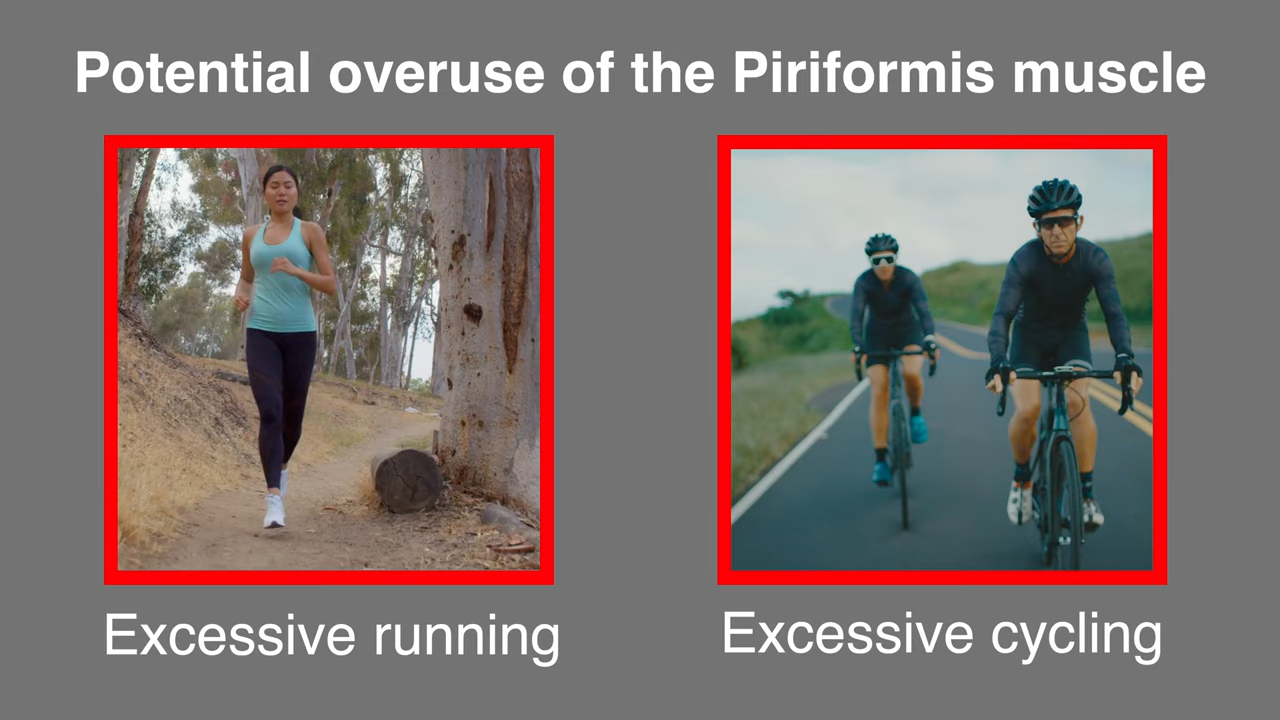 Potential overuse of the Piriformis muscle
Excessive running
Excessive cycling